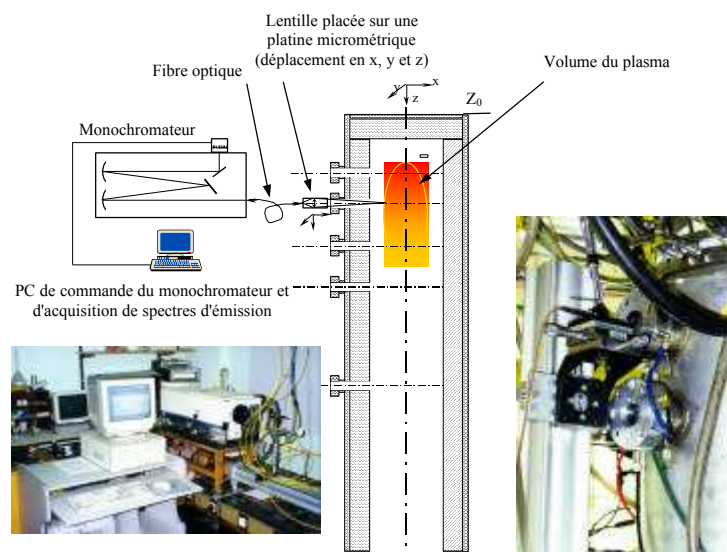 Lentille placée sur une
platine micrométrique
(déplacement en x, y et z)
Fibre optique
Volume du plasma
y
x
z
Z0
Monochromateur
PC de commande du monochromateur et
d'acquisition de spectres d'émission